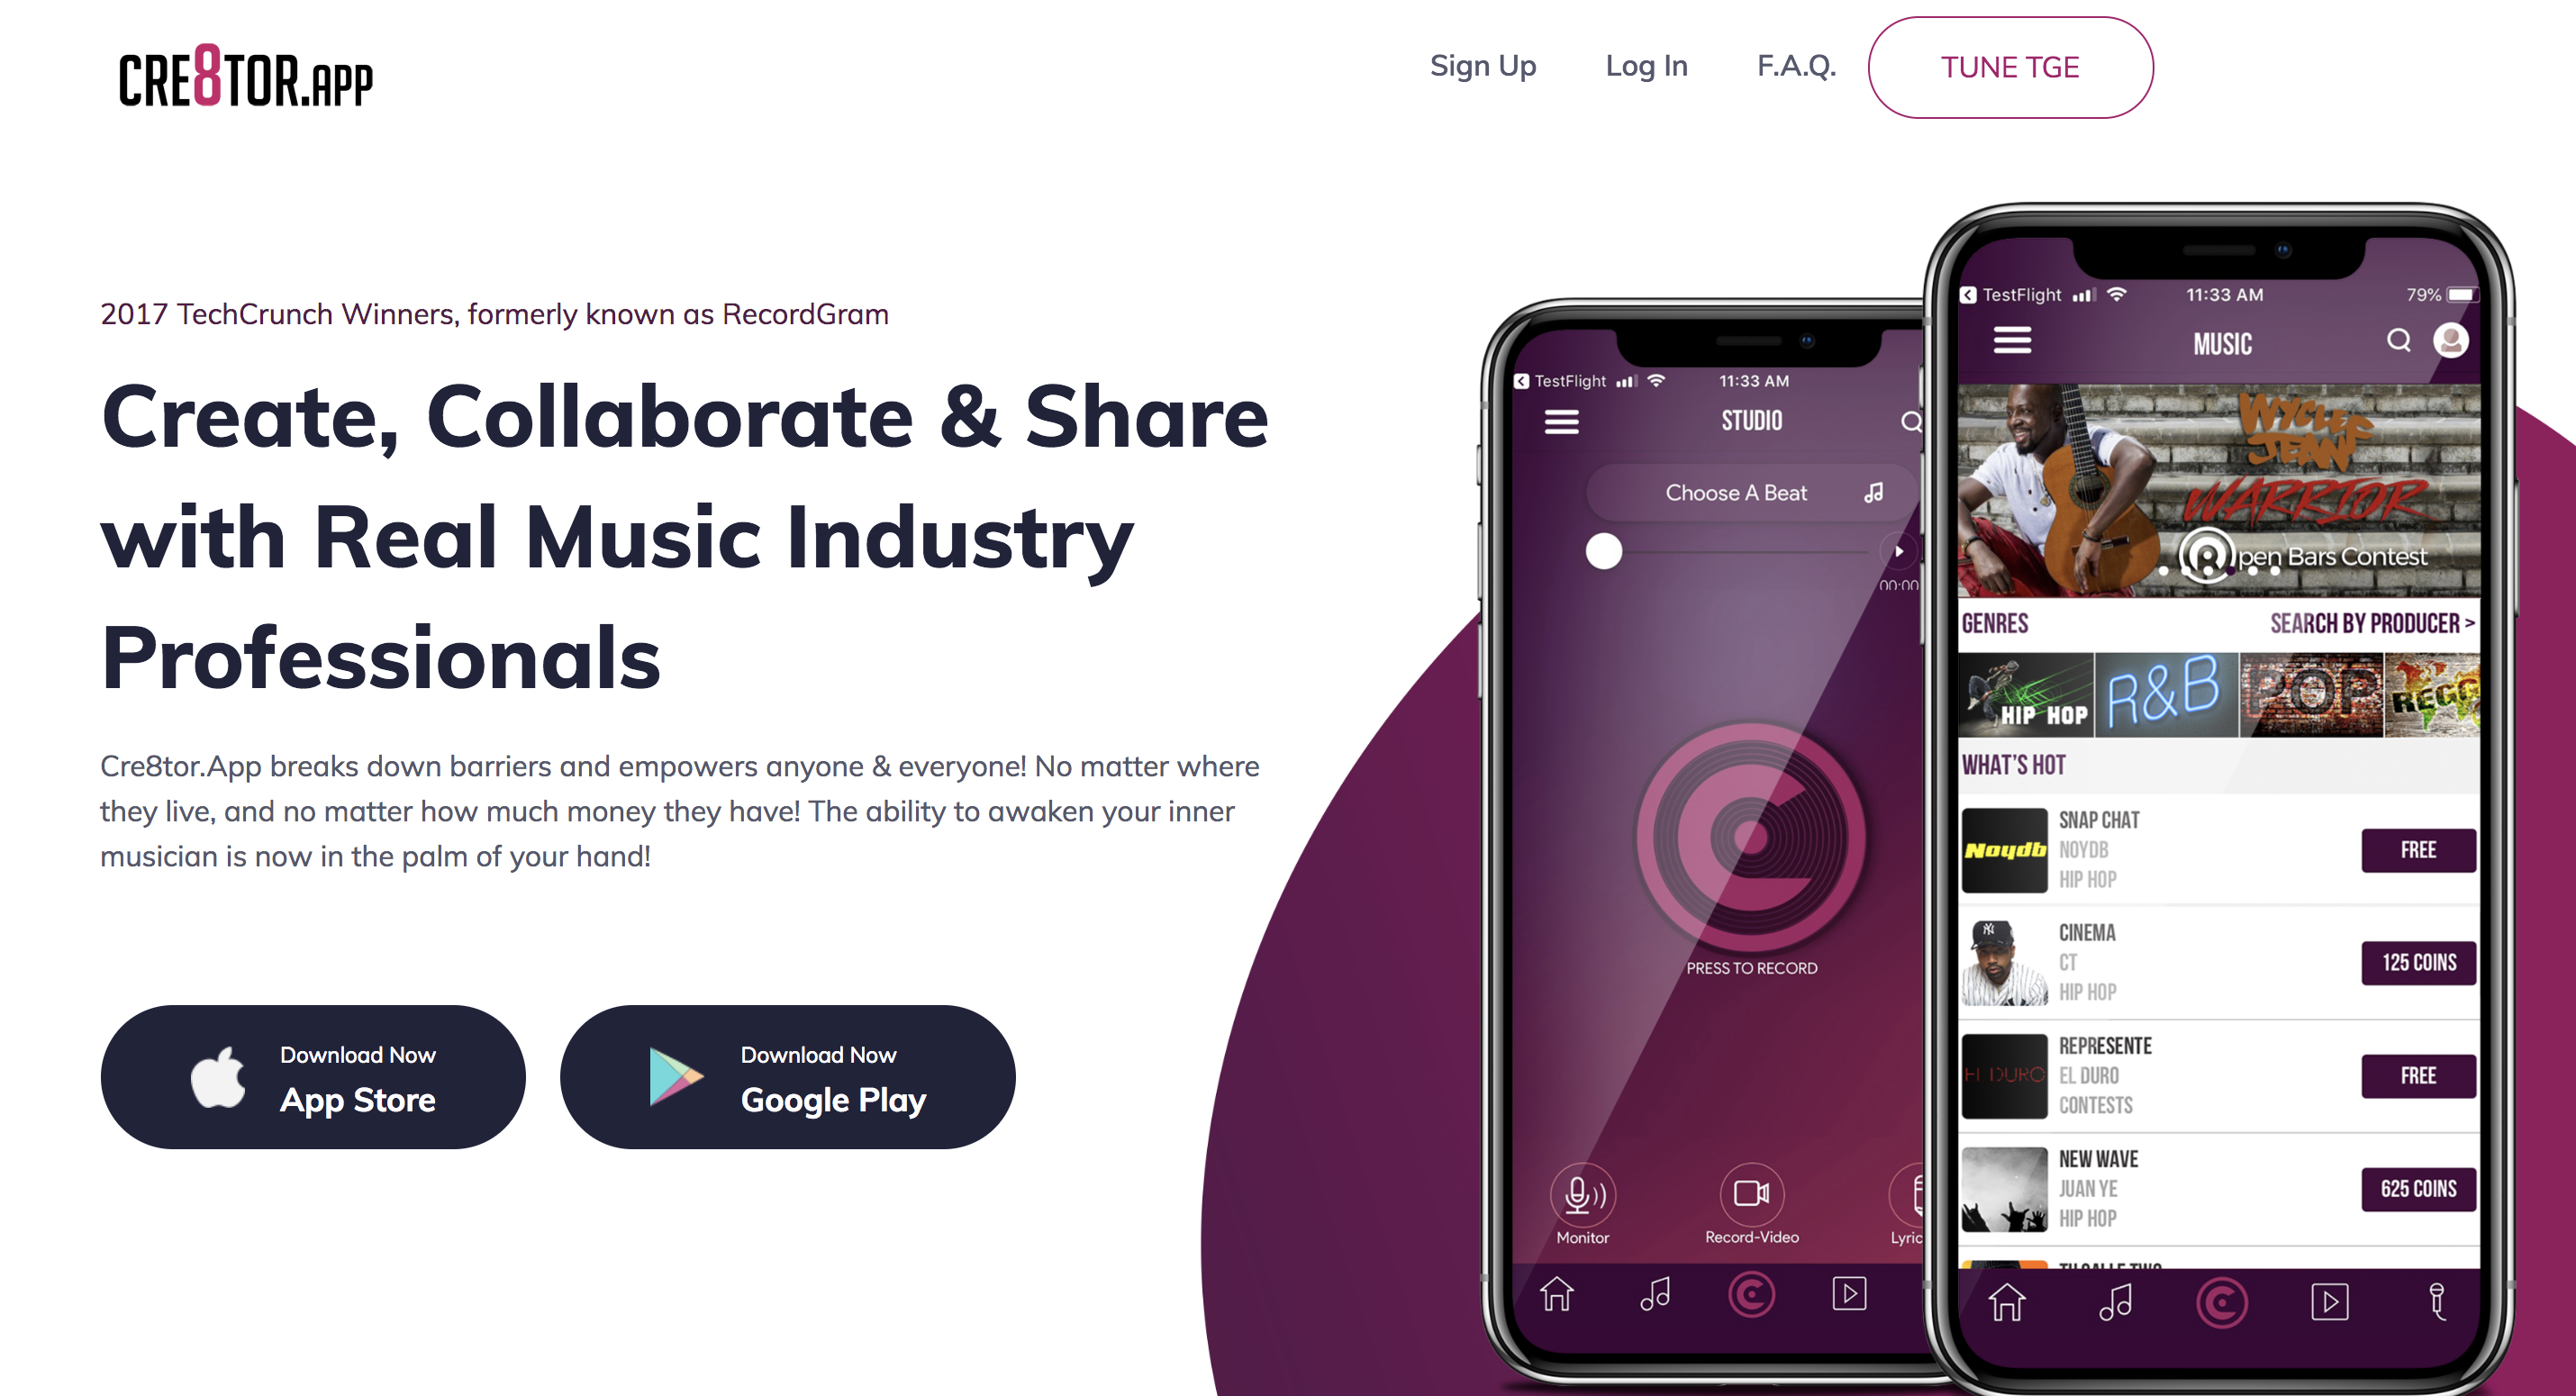 CRE8TOR.APP
Sign Up
Log In
F.A.Q.
TUNE TGE
2017 TechCrunch Winners, formerly known as RecordGram
Create, Collaborate & Share
with Real Music Industry
Professionals
Cre8tor.App breaks down barriers and empowers anyone & everyone! No matter where
they live, and no matter how much money they have! The ability to awaken your inner
musician is now in the palm of your hand!
Download Now
App Store
Download Now
Google Play
TestFlight
11:33 AM
STUDIO
Choose A Beat
00:00
PRESS TO RECORD
Monitor
Record-Video
Lyric
TestFlight
11:33 AM
79%
MUSIC
WYCLEF
JEAN
WARRIOR
Open Bars Contest
GENRES
SEARCH BY PRODUCER >
HIP HOP
R&B
POP
REGG
WHAT'S HOT
Noydb
SNAP CHAT
NOYDB
HIP HOP
FREE
CINEMA
CT
HIP HOP
125 COINS
EL DURO
REPRESENTE
EL DURO
CONTESTS
FREE
NEW WAVE
JUAN YE
HIP HOP
625 COINS